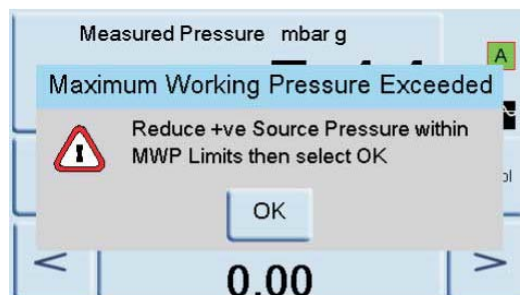 Measured Pressure mbar g
A
Maximum Working Pressure Exceeded
Reduce +ve Source Pressure within
MWP Limits then select OK
OK
<
0.00
>